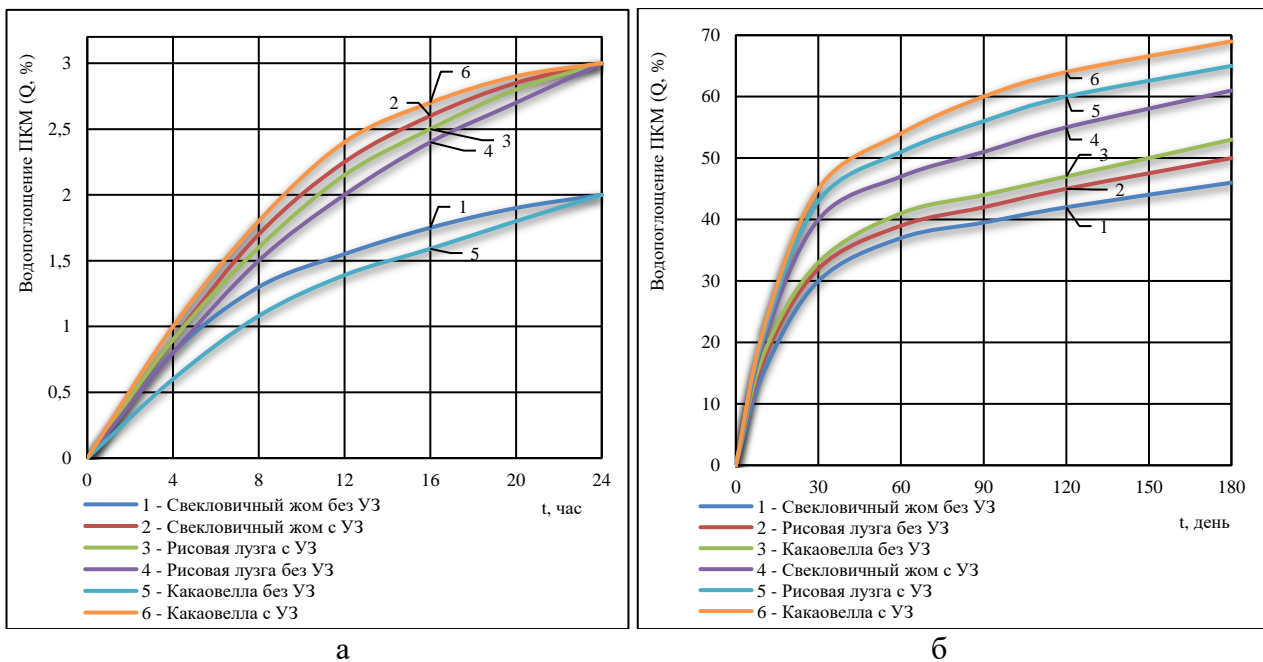 Водопоглощение ПКМ (Q, %)
3
2.5
2
1.5
1
0,5
0
0 4 8 12 16 20 24
t, час
6
2
3
4
1
5
1 - Свекловичный жом без УЗ
2 - Свекловичный жом с УЗ
3 - Рисовая лузга с УЗ
4 - Рисовая лузга без УЗ
5 - Какаовелла без УЗ
6 - Какаовелла с УЗ
а
Водопоглощение ПКМ (Q, %)
70
60
50
40
30
20
10
0
0 30 60 90 120 150 180
t, день
6
5
4
3
2
1
1 - Свекловичный жом без УЗ
2 - Рисовая лузга без УЗ
3 - Какаовелла без УЗ
4 - Свекловичный жом с УЗ
5 - Рисовая лузга с УЗ
6 - Какаовелла с УЗ
б